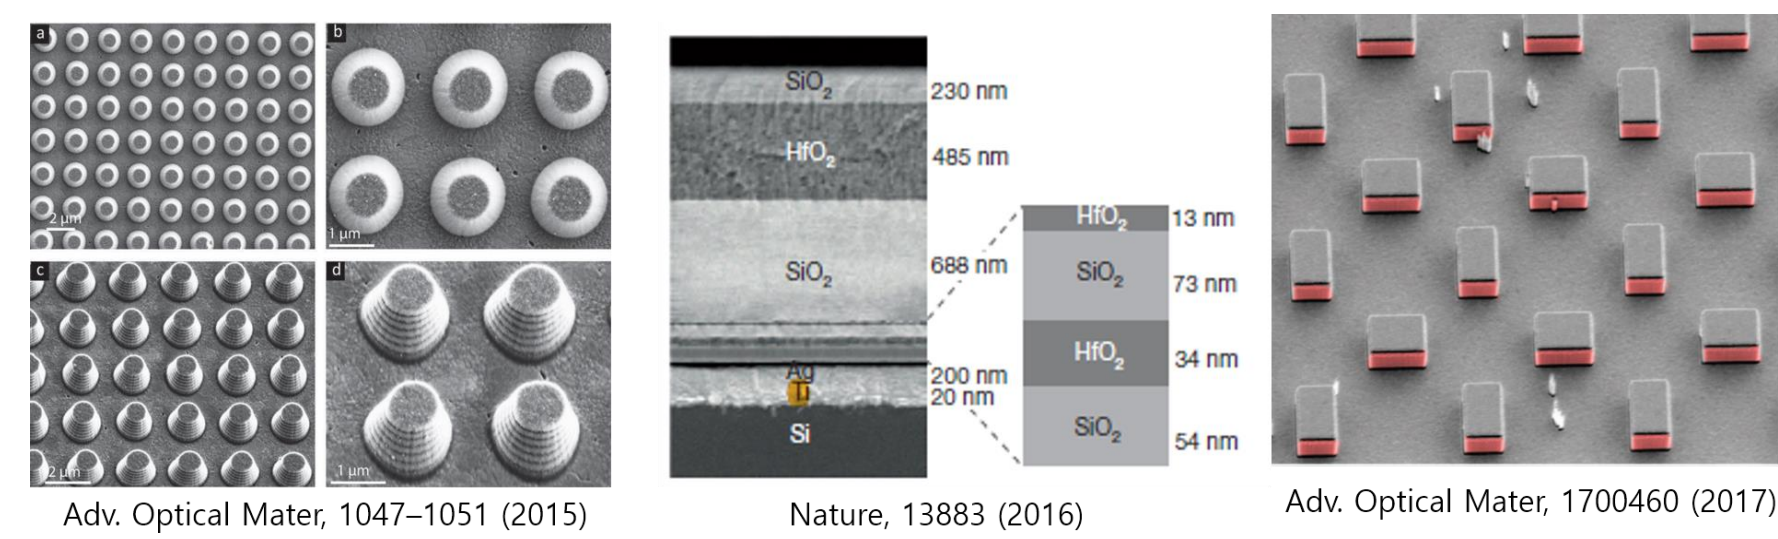 a
b
2 μm
1 μm
c
d
2 μm
1 μm
Adv. Optical Mater, 1047–1051 (2015)
SiO2
230 nm
HfO2
485 nm
SiO2
688 nm
Ag
200 nm
Ti
20 nm
Si
HfO2
13 nm
SiO2
73 nm
HfO2
34 nm
SiO2
54 nm
Nature, 13883 (2016)
Adv. Optical Mater, 1700460 (2017)